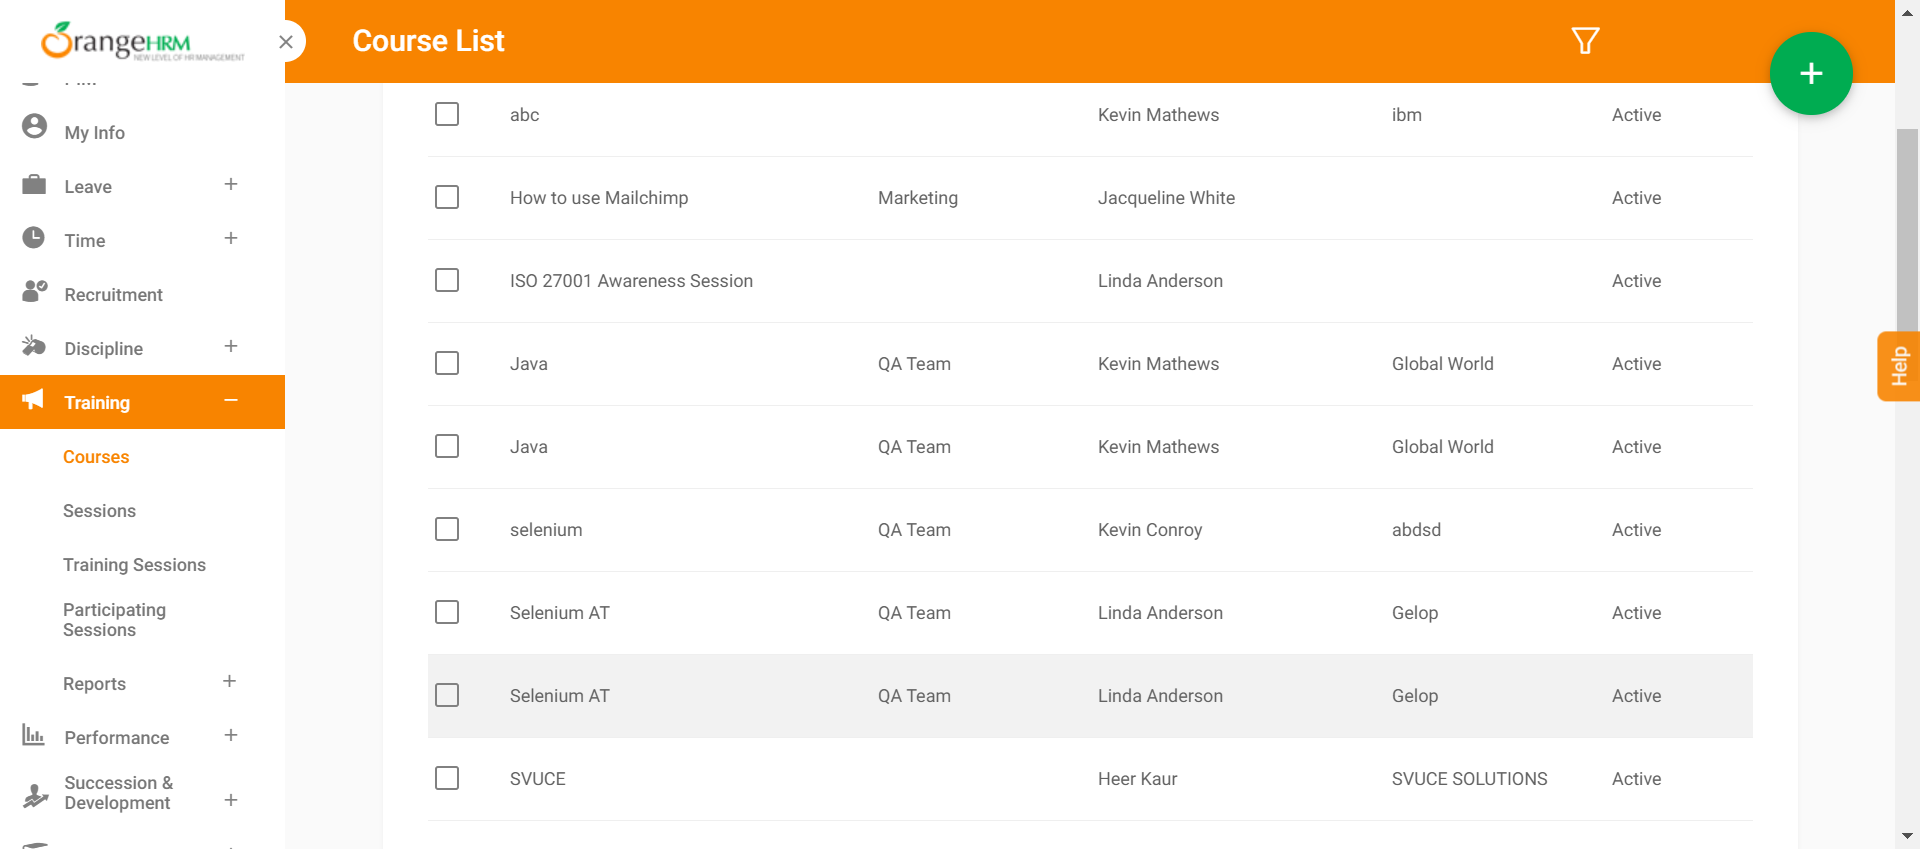 OrangeHRM
NEW LEVEL OF HR MANAGEMENT
Course List
My Info
Leave
Time
Recruitment
Discipline
Training
Courses
Sessions
Training Sessions
Participating
Sessions
Reports
Performance
Succession &
Development
abc Kevin Mathews ibm Active
How to use Mailchimp Marketing Jacqueline White Active
ISO 27001 Awareness Session Linda Anderson Active
Java QA Team Kevin Mathews Global World Active
Java QA Team Kevin Mathews Global World Active
selenium QA Team Kevin Conroy abdsd Active
Selenium AT QA Team Linda Anderson Gelop Active
Selenium AT QA Team Linda Anderson Gelop Active
SVUCE Heer Kaur SVUCE SOLUTIONS Active
Help